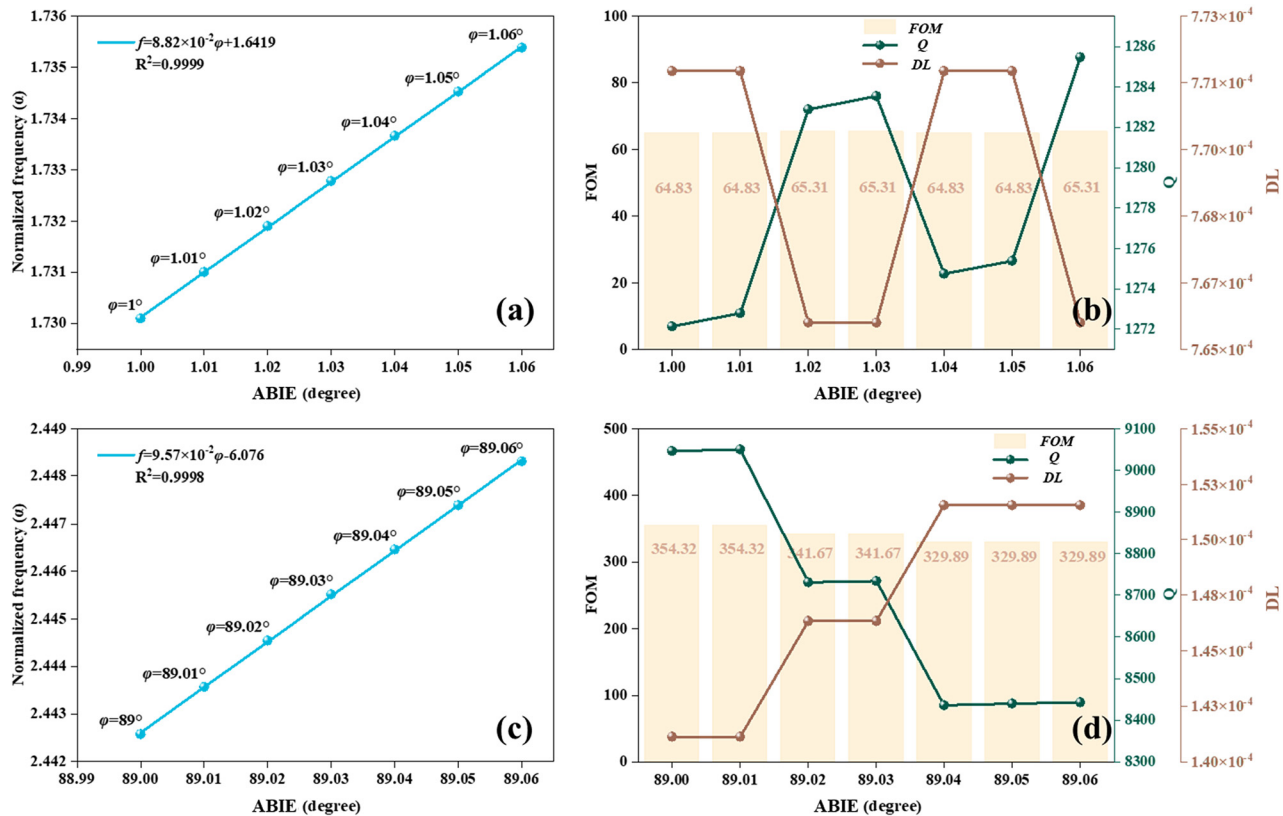 1.736
1.735
1.734
1.733
1.732
1.731
1.730
Normalized frequency (α)
f=8.82×10⁻²φ+1.6419
R²=0.9999
φ=1°
φ=1.01°
φ=1.02°
φ=1.03°
φ=1.04°
φ=1.05°
φ=1.06°
(a)
0.99 1.00 1.01 1.02 1.03 1.04 1.05 1.06
ABIE (degree)
100
80
60
40
20
0
FOM
FOM
Q
DL
64.83 64.83 65.31 65.31 64.83 64.83 65.31
(b)
1286
1284
1282
1280
1278
1276
1274
1272
Q
7.73×10⁻⁴
7.71×10⁻⁴
7.70×10⁻⁴
7.68×10⁻⁴
7.67×10⁻⁴
7.65×10⁻⁴
DL
1.00 1.01 1.02 1.03 1.04 1.05 1.06
ABIE (degree)
2.449
2.448
2.447
2.446
2.445
2.444
2.443
2.442
Normalized frequency (α)
f=9.57×10⁻²φ-6.076
R²=0.9998
φ=89°
φ=89.01°
φ=89.02°
φ=89.03°
φ=89.04°
φ=89.05°
φ=89.06°
(c)
88.99 89.00 89.01 89.02 89.03 89.04 89.05 89.06
ABIE (degree)
500
400
300
200
100
0
FOM
FOM
Q
DL
354.32 354.32 341.67 341.67 329.89 329.89 329.89
(d)
9100
9000
8900
8800
8700
8600
8500
8400
8300
Q
1.55×10⁻⁴
1.53×10⁻⁴
1.50×10⁻⁴
1.48×10⁻⁴
1.45×10⁻⁴
1.43×10⁻⁴
1.40×10⁻⁴
DL
89.00 89.01 89.02 89.03 89.04 89.05 89.06
ABIE (degree)